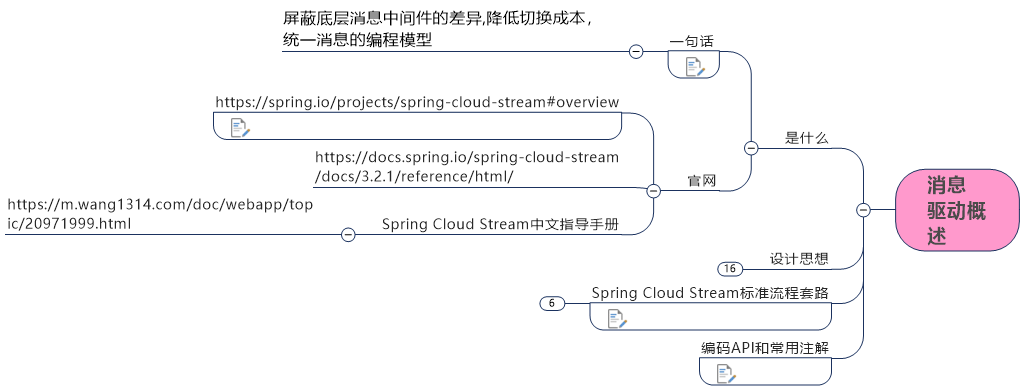 屏蔽底层消息中间件的差异,降低切换成本,
统一消息的编程模型
一句话
https://spring.io/projects/spring-cloud-stream#overview
https://docs.spring.io/spring-cloud-stream
/docs/3.2.1/reference/html/
官网
https://m.wang1314.com/doc/webapp/top
ic/20971999.html
Spring Cloud Stream中文指导手册
是什么
消息
驱动概
述
设计思想
16
Spring Cloud Stream标准流程套路
6
编码API和常用注解